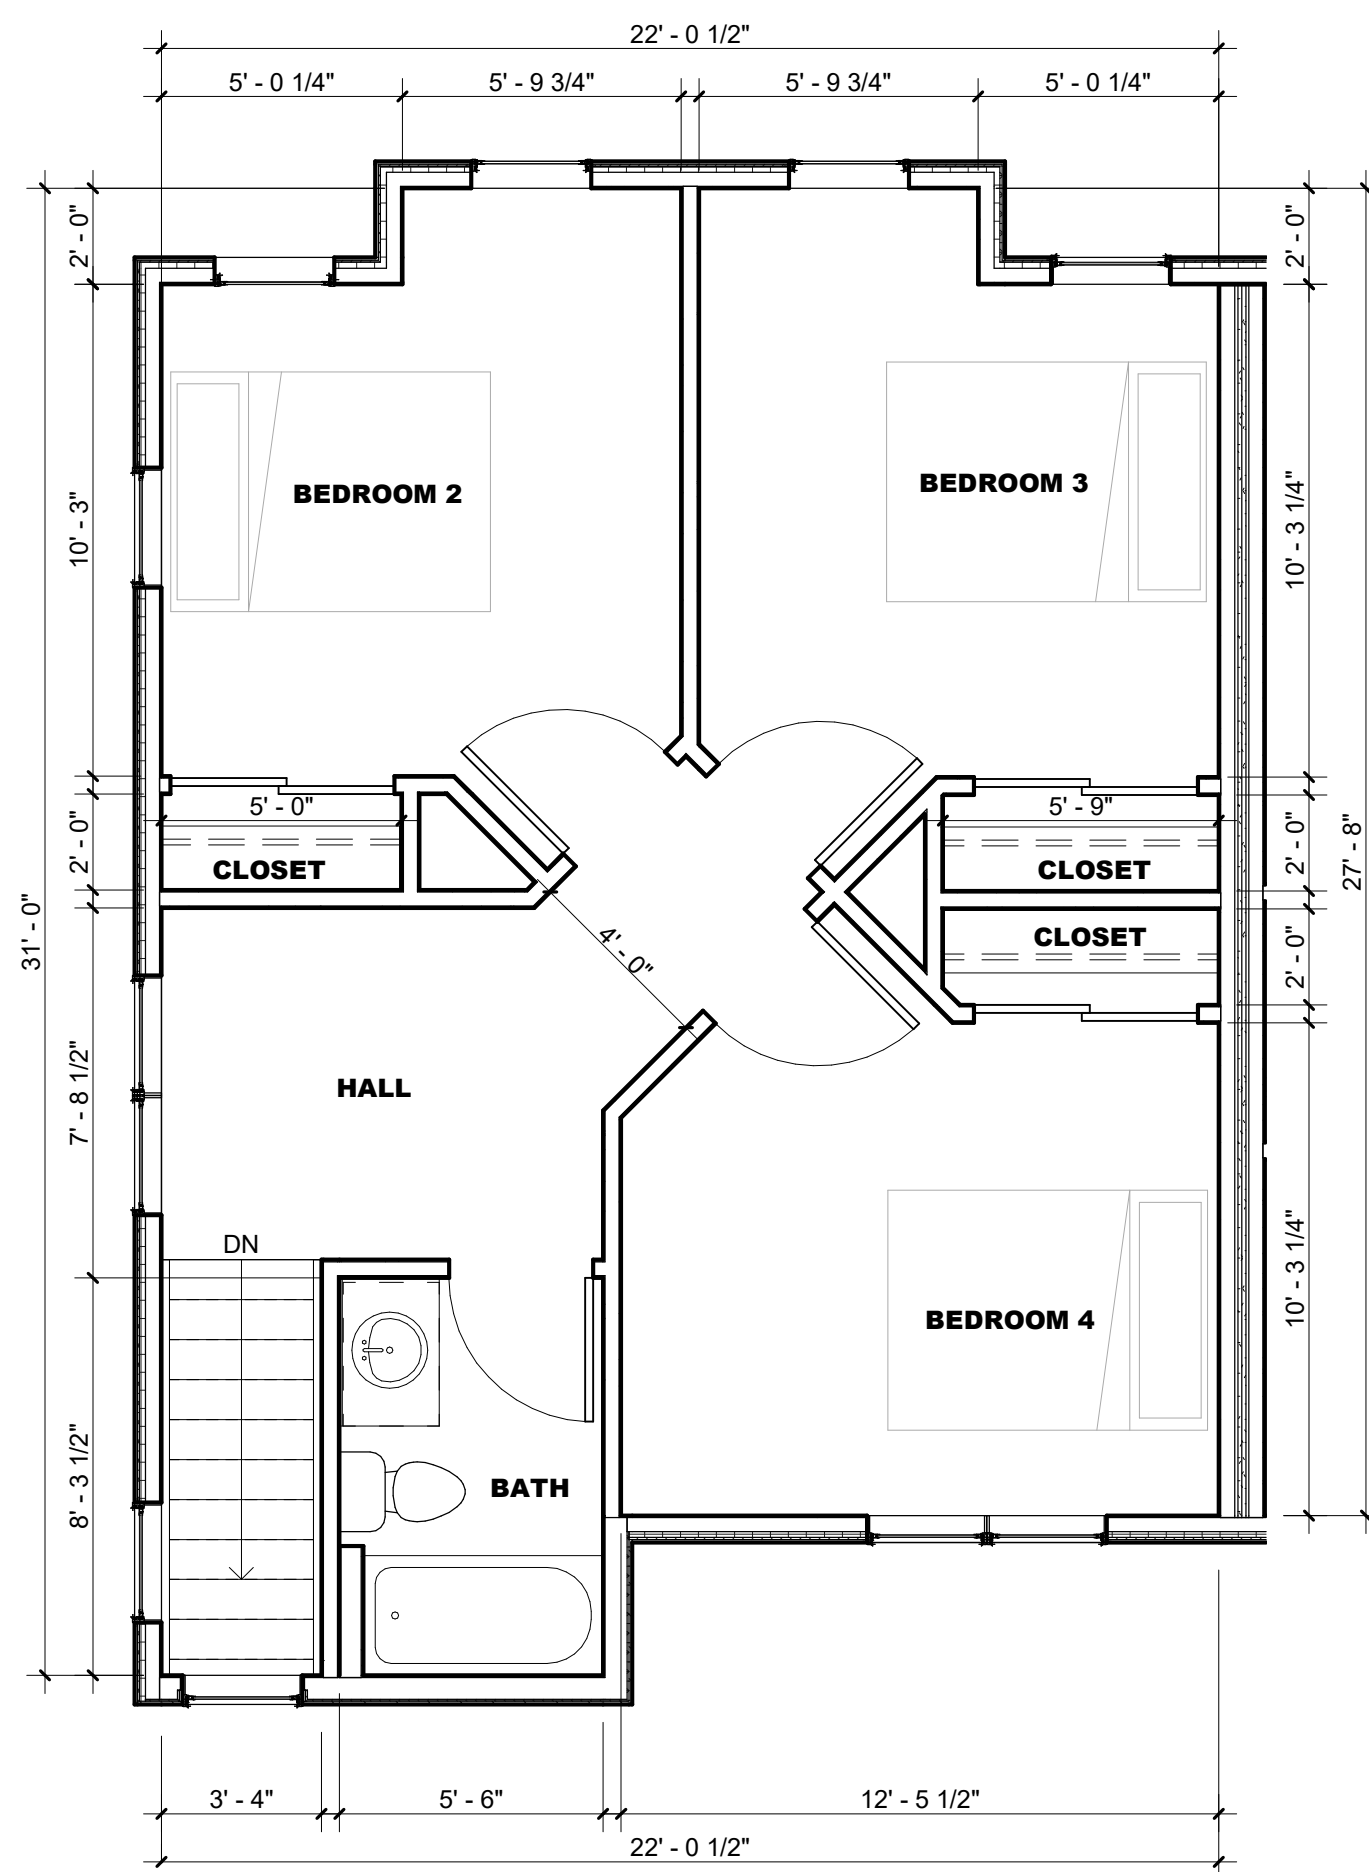 22' - 0 1/2"
5' - 0 1/4" 5' - 9 3/4" 5' - 9 3/4" 5' - 0 1/4"
2' - 0"
2' - 0"
BEDROOM 2
BEDROOM 3
10' - 3"
10' - 3 1/4"
5' - 0"
5' - 9"
2' - 0"
2' - 0"
CLOSET
CLOSET
27' - 8"
31' - 0"
CLOSET
4' - 0"
2' - 0"
HALL
7' - 8 1/2"
DN
10' - 3 1/4"
BEDROOM 4
8' - 3 1/2"
BATH
3' - 4" 5' - 6" 12' - 5 1/2"
22' - 0 1/2"